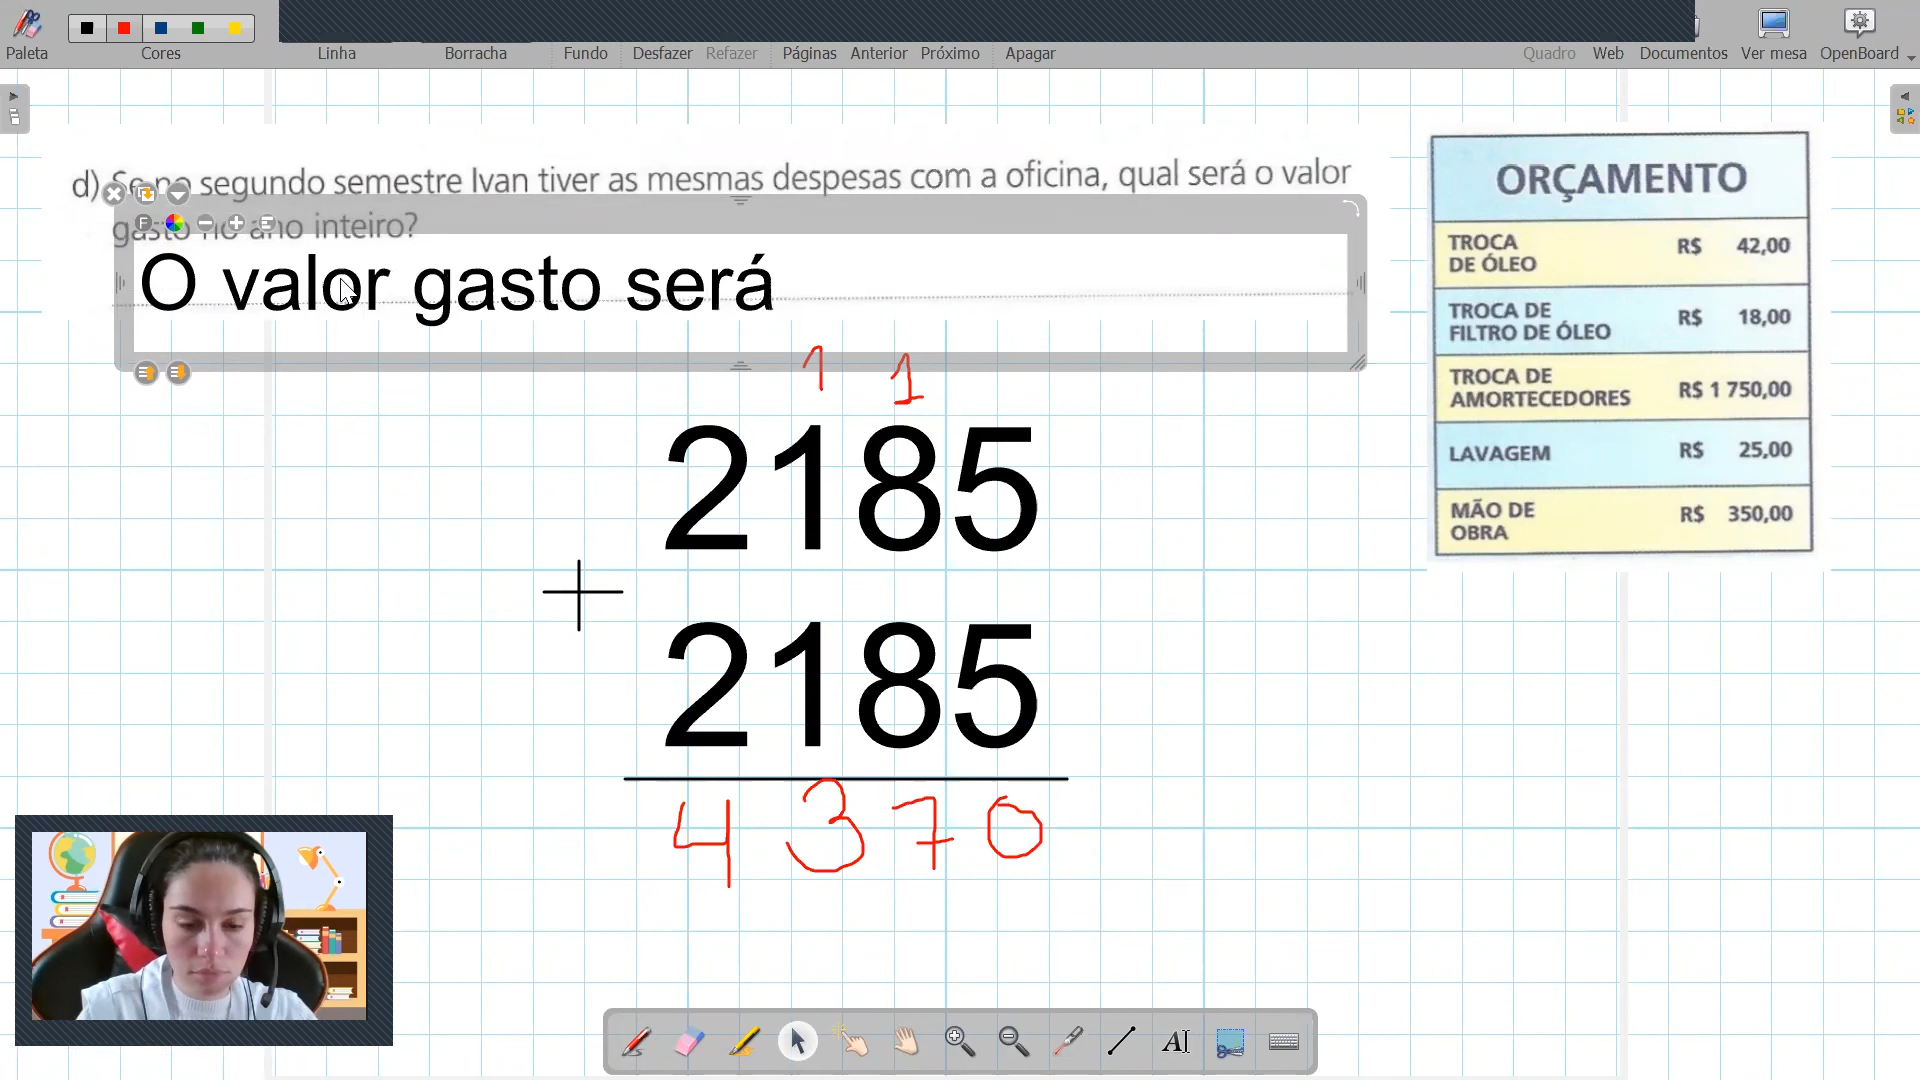 Paleta
Cores
Linha
Borracha
Fundo
Desfazer
Refazer
Páginas
Anterior
Próximo
Apagar
Quadro
Web
Documentos
Ver mesa
OpenBoard
d) Se no segundo semestre Ivan tiver as mesmas despesas com a oficina, qual será o valor
gasto no ano inteiro?
O valor gasto será
1 1
2185
+
2185
4370
ORÇAMENTO
TROCA
DE ÓLEO
R$ 42,00
TROCA DE
FILTRO DE ÓLEO
R$ 18,00
TROCA DE
AMORTECEDORES
R$ 1 750,00
LAVAGEM
R$ 25,00
MÃO DE
OBRA
R$ 350,00